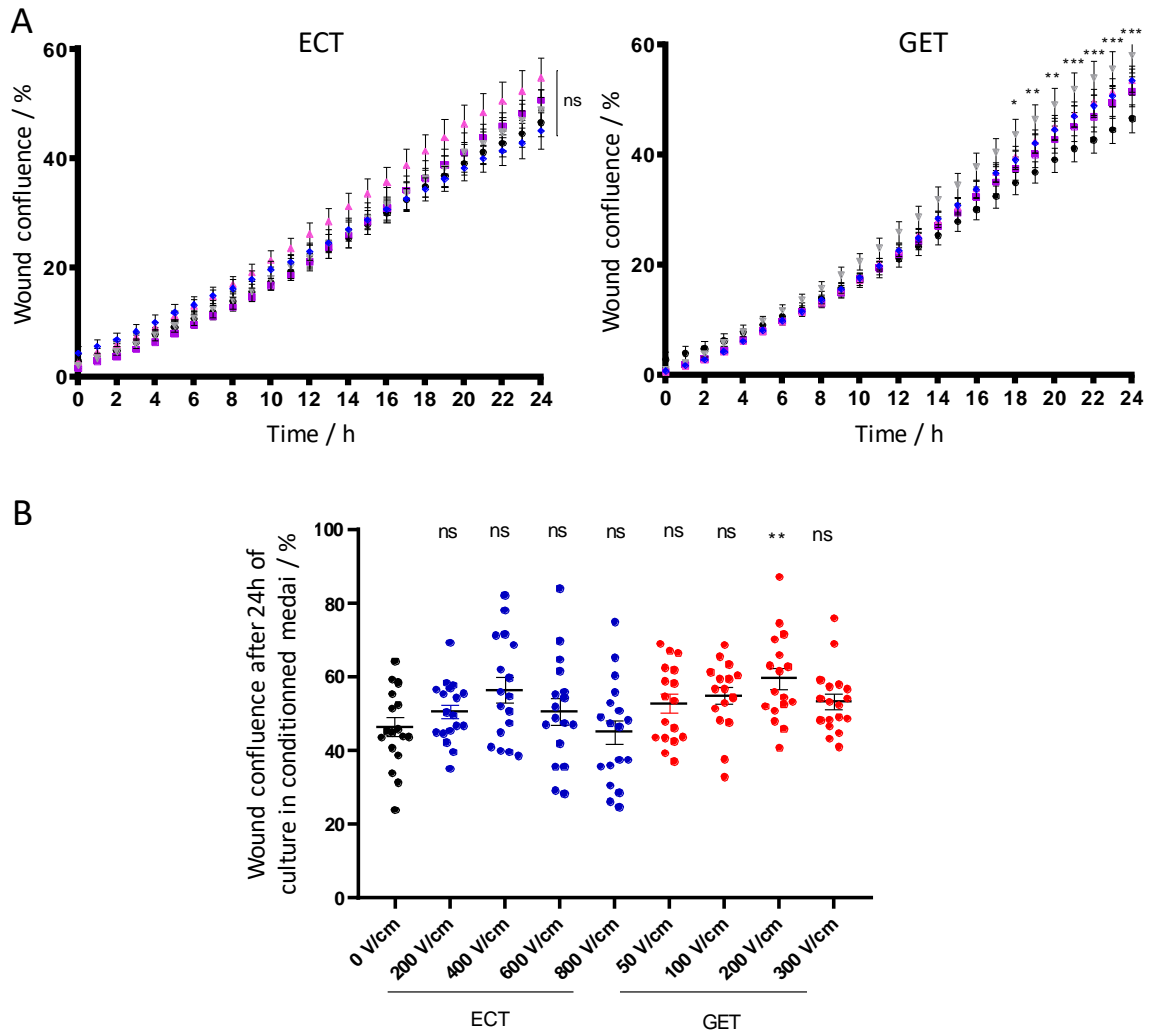 A
ECT
Wound confluence / %
60
40
20
0
ns
0 2 4 6 8 10 12 14 16 18 20 22 24
Time / h
GET
Wound confluence / %
60
40
20
0
* ** ** *** *** *** ***
0 2 4 6 8 10 12 14 16 18 20 22 24
Time / h
B
Wound confluence after 24h of
culture in conditionned medai / %
100
80
60
40
20
0
ns ns ns ns ns ns ** ns
0 V/cm
200 V/cm
400 V/cm
600 V/cm
800 V/cm
50 V/cm
100 V/cm
200 V/cm
300 V/cm
ECT
GET